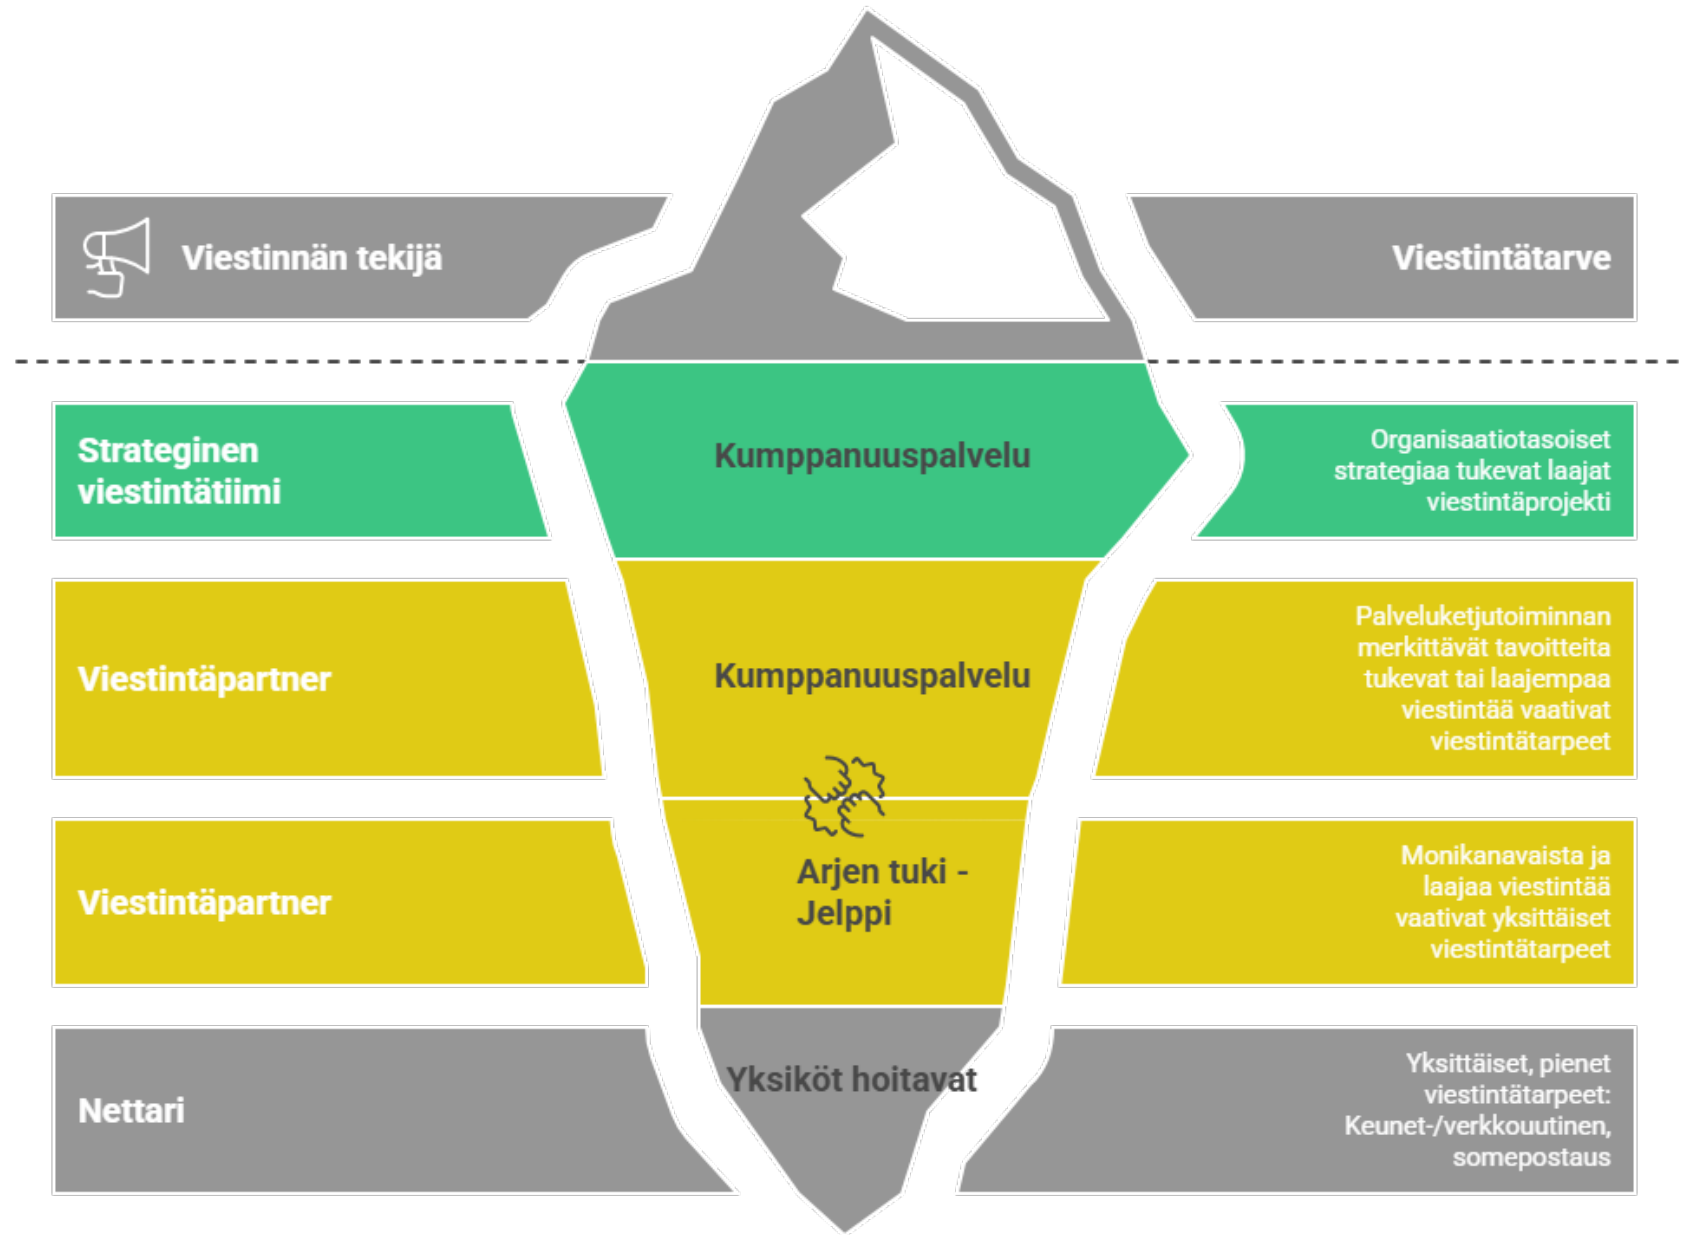 Viestinnän tekijä
Viestintätarve
Strateginen
viestintätiimi
Kumppanuuspalvelu
Organisaatiotasoiset
strategiaa tukevat laajat
viestintäprojekti
Viestintäpartner
Kumppanuuspalvelu
Palveluketjutoiminnan
merkittävät tavoitteita
tukevat tai laajempaa
viestintää vaativat
viestintätarpeet
Viestintäpartner
Arjen tuki -
Jelppi
Monikanavaista ja
laajaa viestintää
vaativat yksittäiset
viestintätarpeet
Nettari
Yksiköt hoitavat
Yksittäiset, pienet
viestintätarpeet:
Keunet-/verkkouutinen,
somepostaus